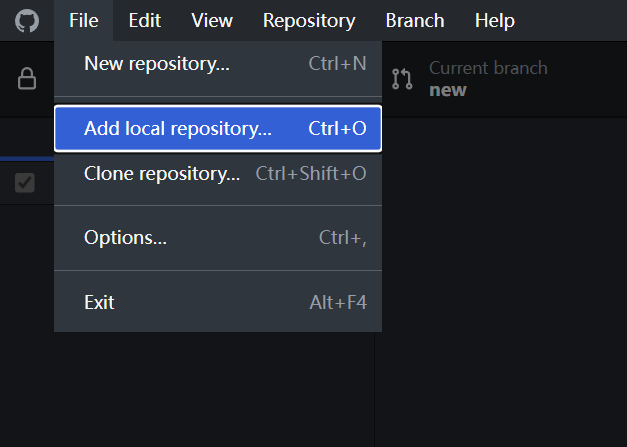 File Edit View Repository Branch Help
New repository... Ctrl+N
Current branch
new
Add local repository... Ctrl+O
Clone repository... Ctrl+Shift+O
Options... Ctrl+,
Exit Alt+F4